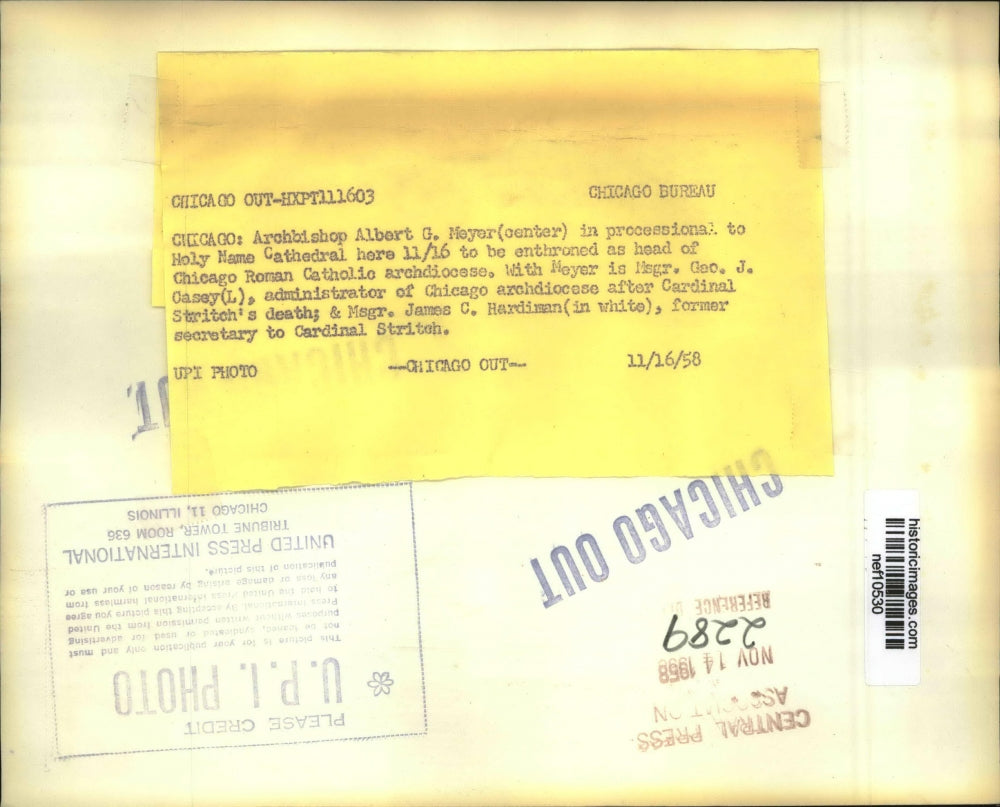 CHICAGO OUT-HXPT111603 CHICAGO BUREAU
CHICAGO: Archbishop Albert G. Meyer(center) in processional to
Holy Name Cathedral here 11/16 to be enthroned as head of
Chicago Roman Catholic archdiocese. With Meyer is Msgr. Geo. J.
Casey(L), administrator of Chicago archdiocese after Cardinal
Stritch's death; & Msgr. James C. Hardiman(in white), former
secretary to Cardinal Stritch.
UPI PHOTO --CHICAGO OUT-- 11/16/58
CHICAGO OUT
PLEASE CREDIT
U.P.I. PHOTO
This picture is for your publication only and must
not be loaned, syndicated or used for advertising
purposes without written permission from the United
Press International. By accepting this picture you agree
to hold the United Press International harmless from
any loss or damage arising by reason of your use or
publication of this picture.
UNITED PRESS INTERNATIONAL
TRIBUNE TOWER, ROOM 636
CHICAGO 11, ILLINOIS
CENTRAL PRESS
ASSOCIATION
NOV 14 1958
2289
REFERENCE
historicimages.com
nef10530